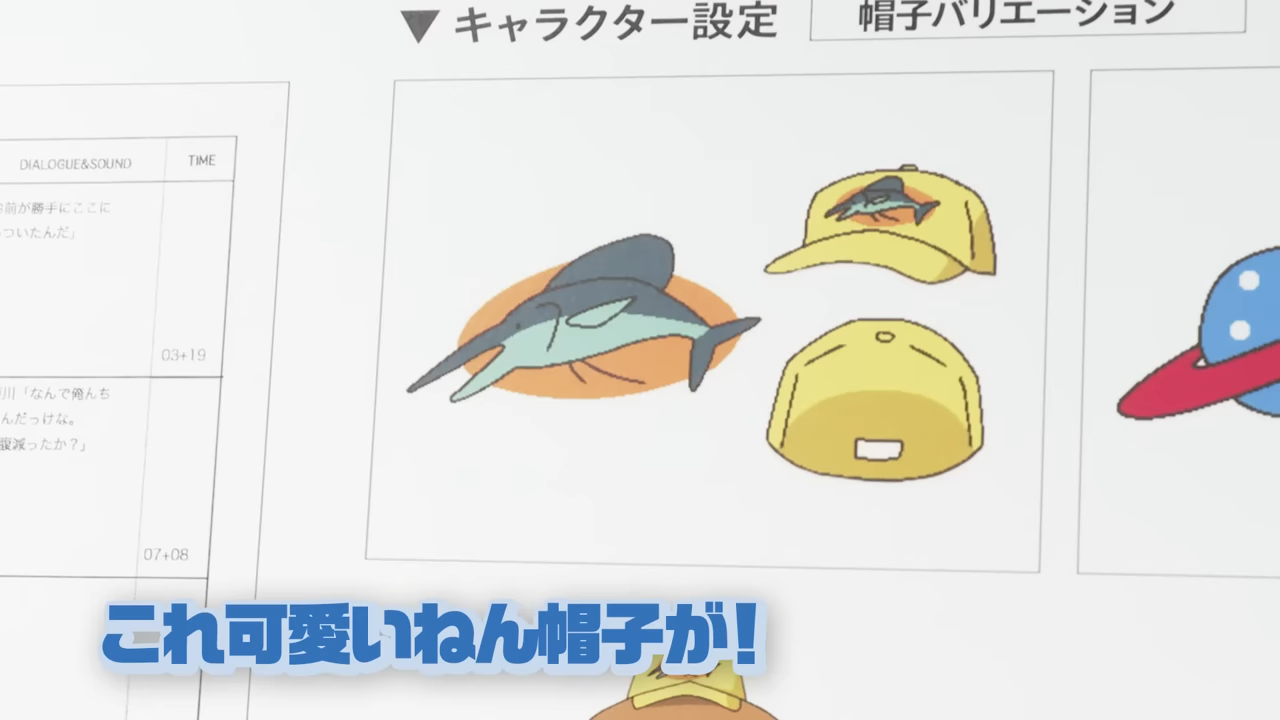 ▼キャラクター設定
帽子バリエーション
DIALOGUE&SOUND
TIME
前が勝手にここに
ついたんだ」
03+19
川「なんで俺んち
んだっけな。
腹減ったか？」
07+08
これ可愛いねん帽子が！